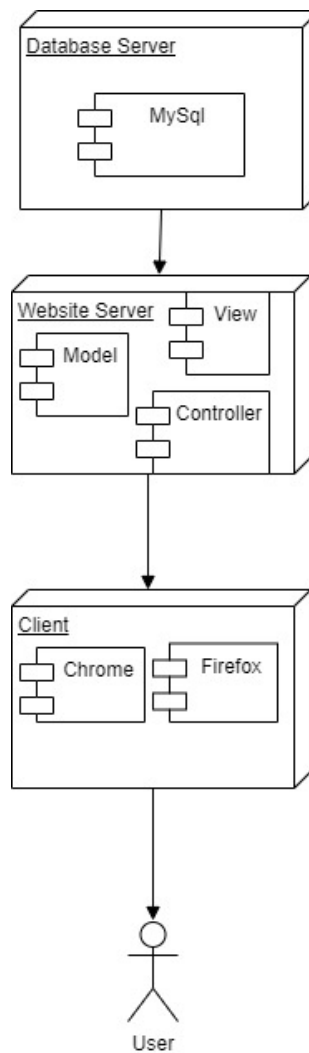 Database Server
MySql
Website Server
View
Model
Controller
Client
Chrome
Firefox
User